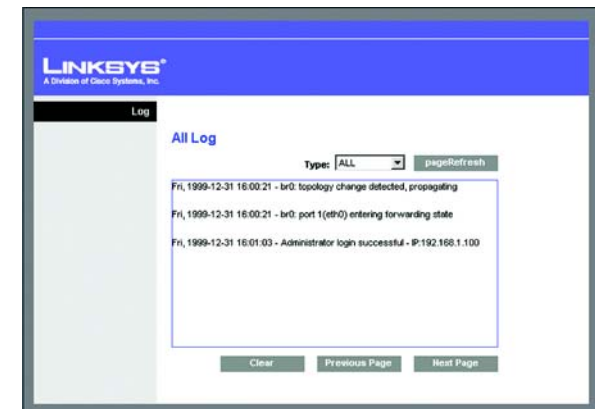 LINKSYS®
A Division of Cisco Systems, Inc.
Log
All Log
Type: ALL pageRefresh
Fri, 1999-12-31 16:00:21 - br0: topology change detected, propagating
Fri, 1999-12-31 16:00:21 - br0: port 1(eth0) entering forwarding state
Fri, 1999-12-31 16:01:03 - Administrator login successful - IP:192.168.1.100
Clear Previous Page Next Page